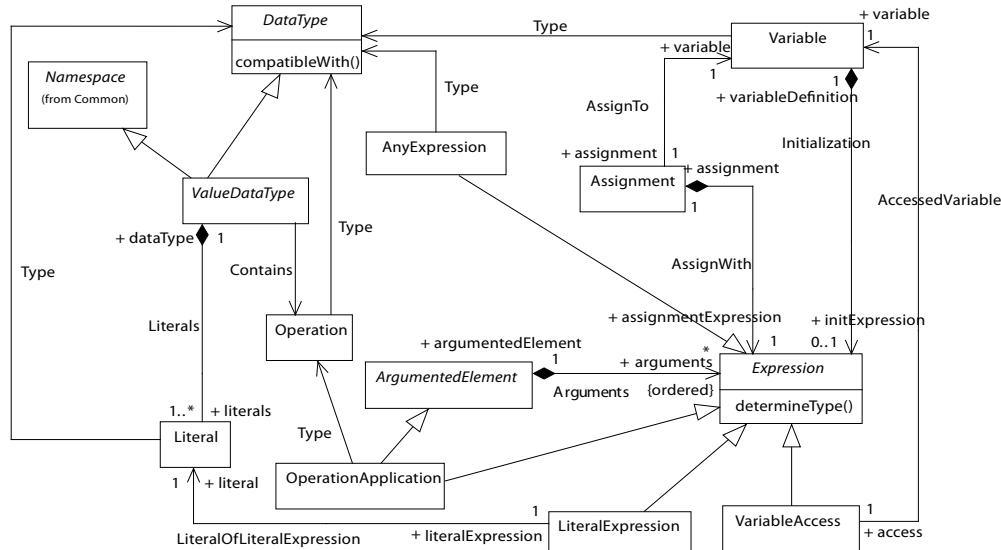 DataType
compatibleWith()
Type
+ variable
Variable
1
+ variable
1
1
+ variableDefinition
Namespace
(from Common)
Type
AssignTo
AnyExpression
Initialization
+ assignment
1
+ assignment
Assignment
1
ValueDataType
AccessedVariable
+ dataType
1
Type
Contains
Type
AssignWith
Literals
Operation
+ assignmentExpression
1
+ initExpression
0..1
+ argumentedElement
1
ArgumentedElement
+ arguments
*
Arguments
{ordered}
Expression
determineType()
1..*
+ literals
Literal
Type
OperationApplication
1
+ literal
1
LiteralExpression
VariableAccess
1
+ access
LiteralOfLiteralExpression
+ literalExpression